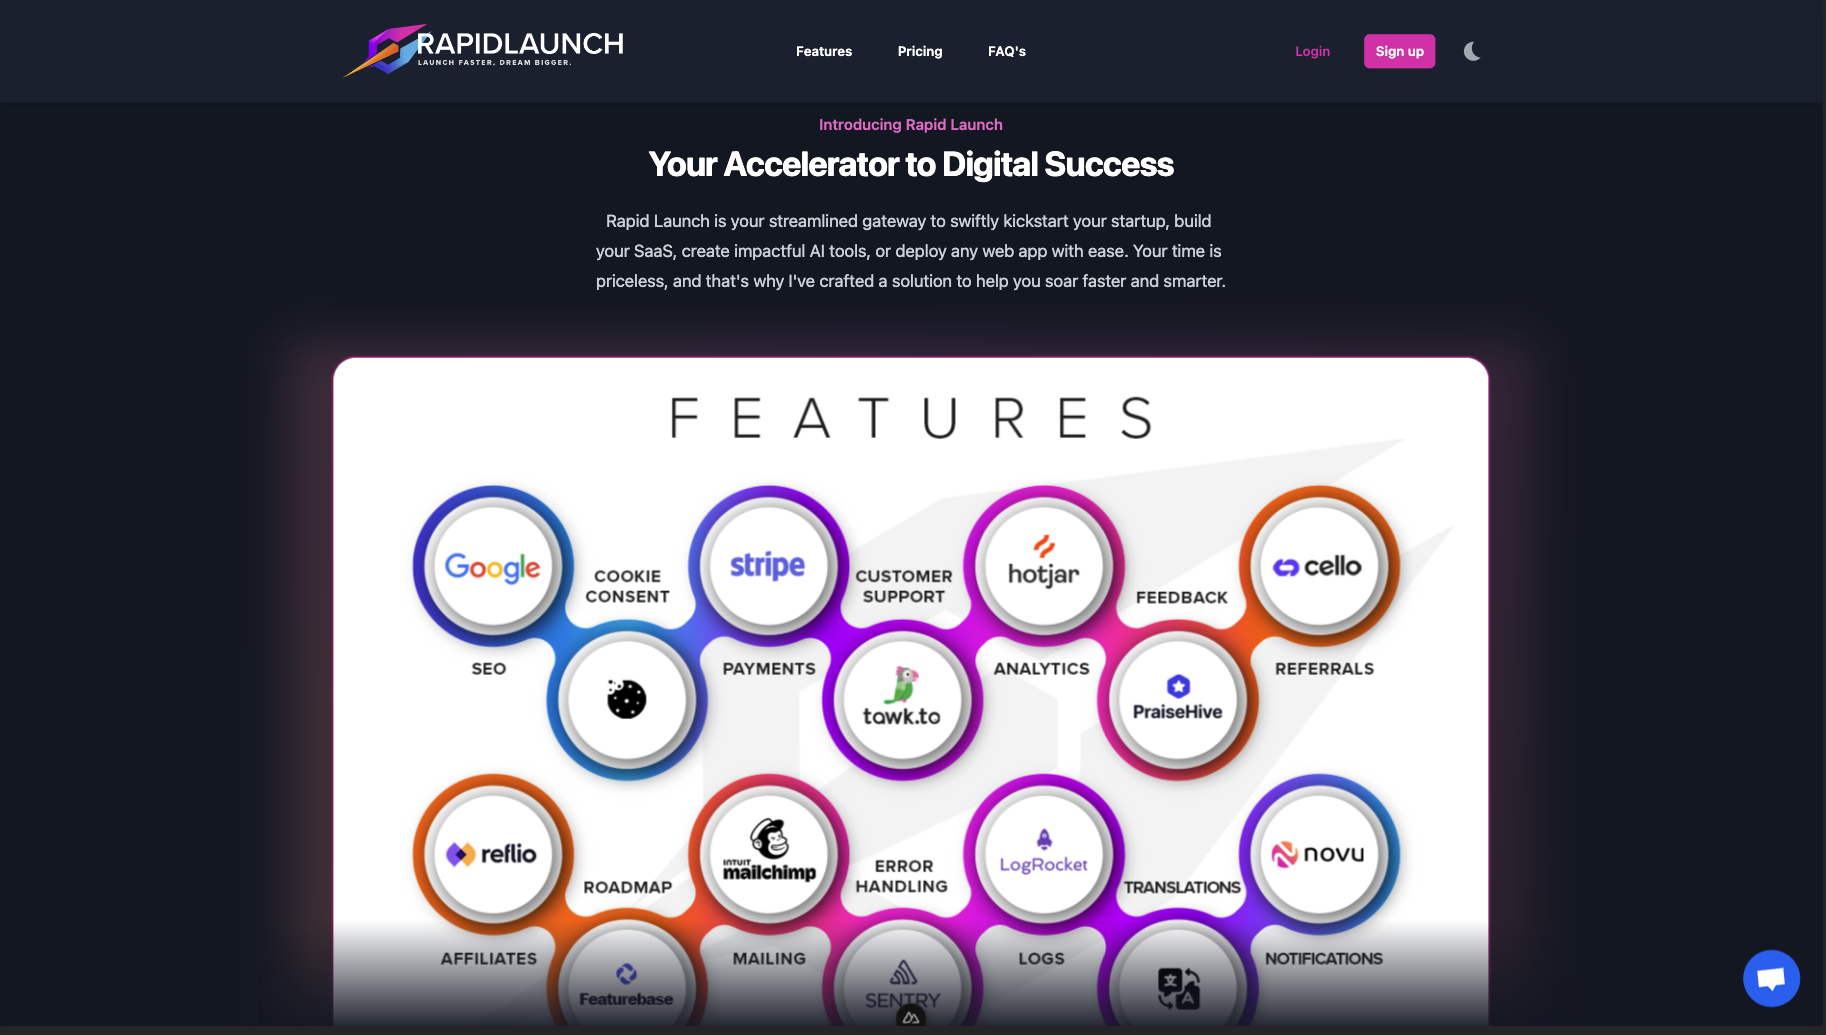 RAPIDLAUNCH
LAUNCH FASTER, DREAM BIGGER.
Features
Pricing
FAQ's
Login
Sign up
Introducing Rapid Launch
Your Accelerator to Digital Success
Rapid Launch is your streamlined gateway to swiftly kickstart your startup, build
your SaaS, create impactful AI tools, or deploy any web app with ease. Your time is
priceless, and that's why I've crafted a solution to help you soar faster and smarter.
FEATURES
Google
COOKIE
CONSENT
stripe
CUSTOMER
SUPPORT
hotjar
FEEDBACK
cello
SEO
PAYMENTS
tawk.to
ANALYTICS
PraiseHive
REFERRALS
reflio
ROADMAP
INTUIT
mailchimp
ERROR
HANDLING
LogRocket
TRANSLATIONS
novu
AFFILIATES
Featurebase
MAILING
SENTRY
LOGS
文
A
NOTIFICATIONS